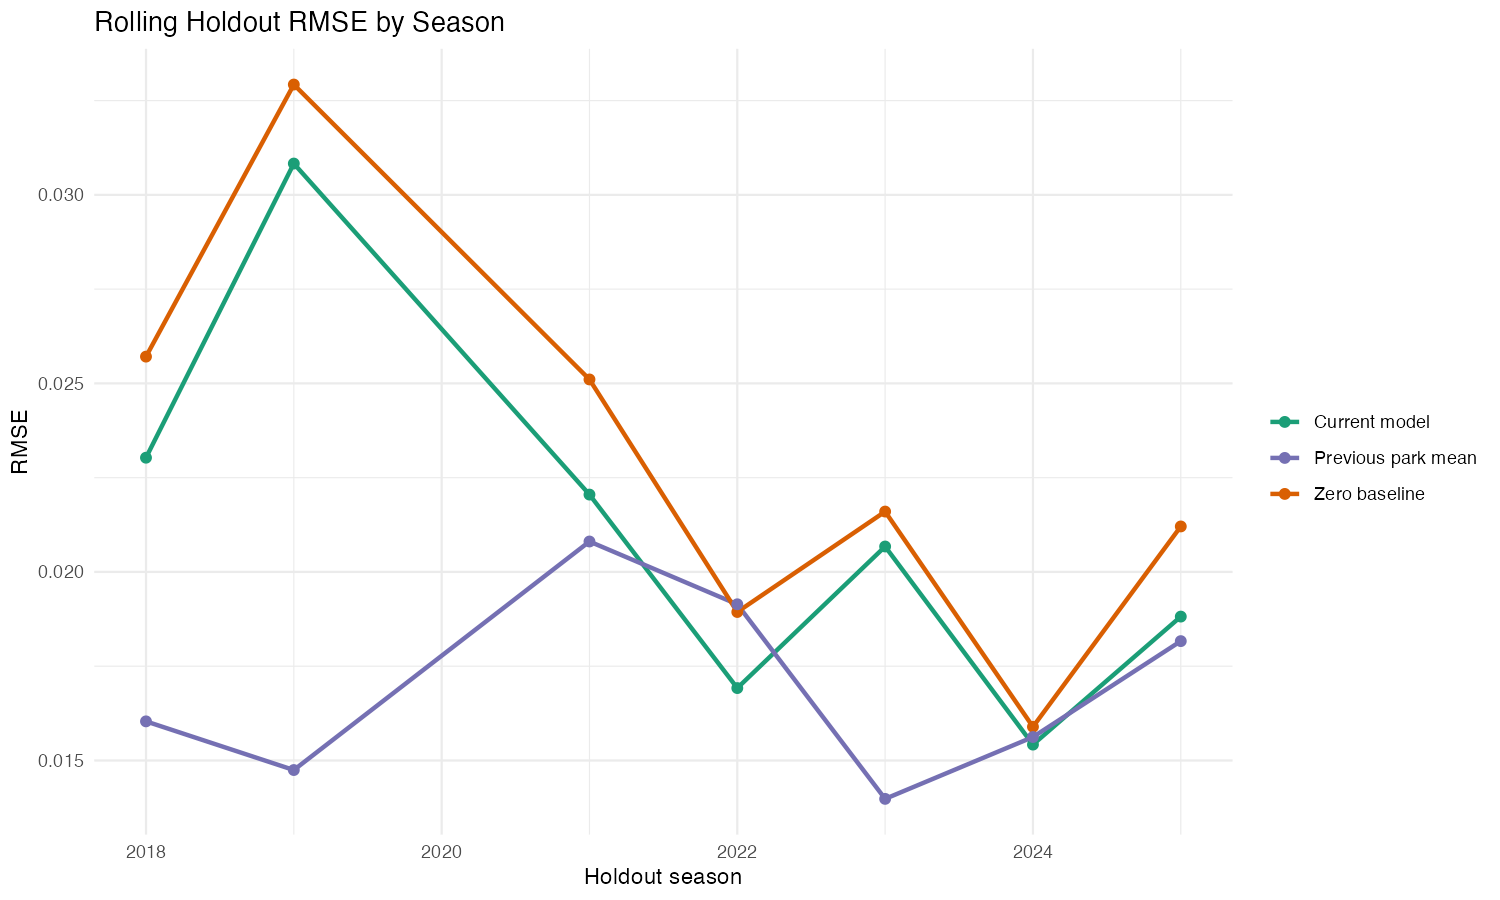 Rolling Holdout RMSE by Season
RMSE
0.030
0.025
0.020
0.015
2018
2020
2022
2024
Holdout season
Current model
Previous park mean
Zero baseline